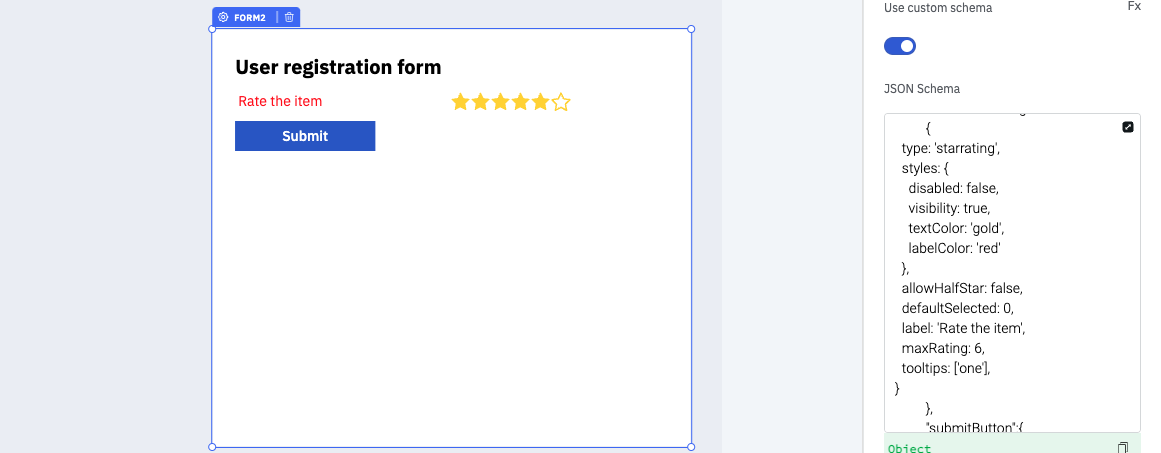 FORM2
User registration form
Rate the item
Submit
Use custom schema
Fx
JSON Schema
{
type: 'starrating',
styles: {
disabled: false,
visibility: true,
textColor: 'gold',
labelColor: 'red'
},
allowHalfStar: false,
defaultSelected: 0,
label: 'Rate the item',
maxRating: 6,
tooltips: ['one'],
}
},
"submitButton":{
Object